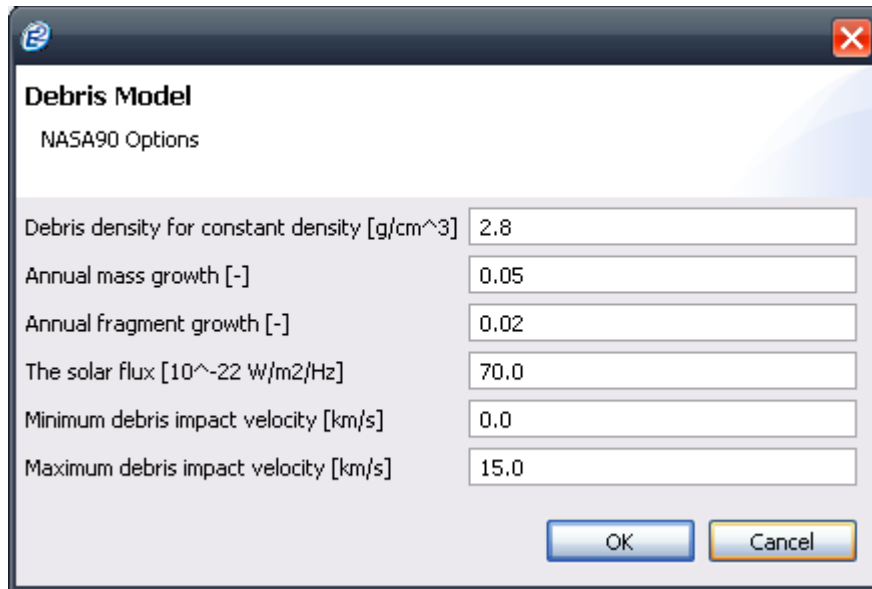 Debris Model
NASA90 Options
Debris density for constant density [g/cm^3] 2.8
Annual mass growth [-] 0.05
Annual fragment growth [-] 0.02
The solar flux [10^-22 W/m2/Hz] 70.0
Minimum debris impact velocity [km/s] 0.0
Maximum debris impact velocity [km/s] 15.0
OK Cancel